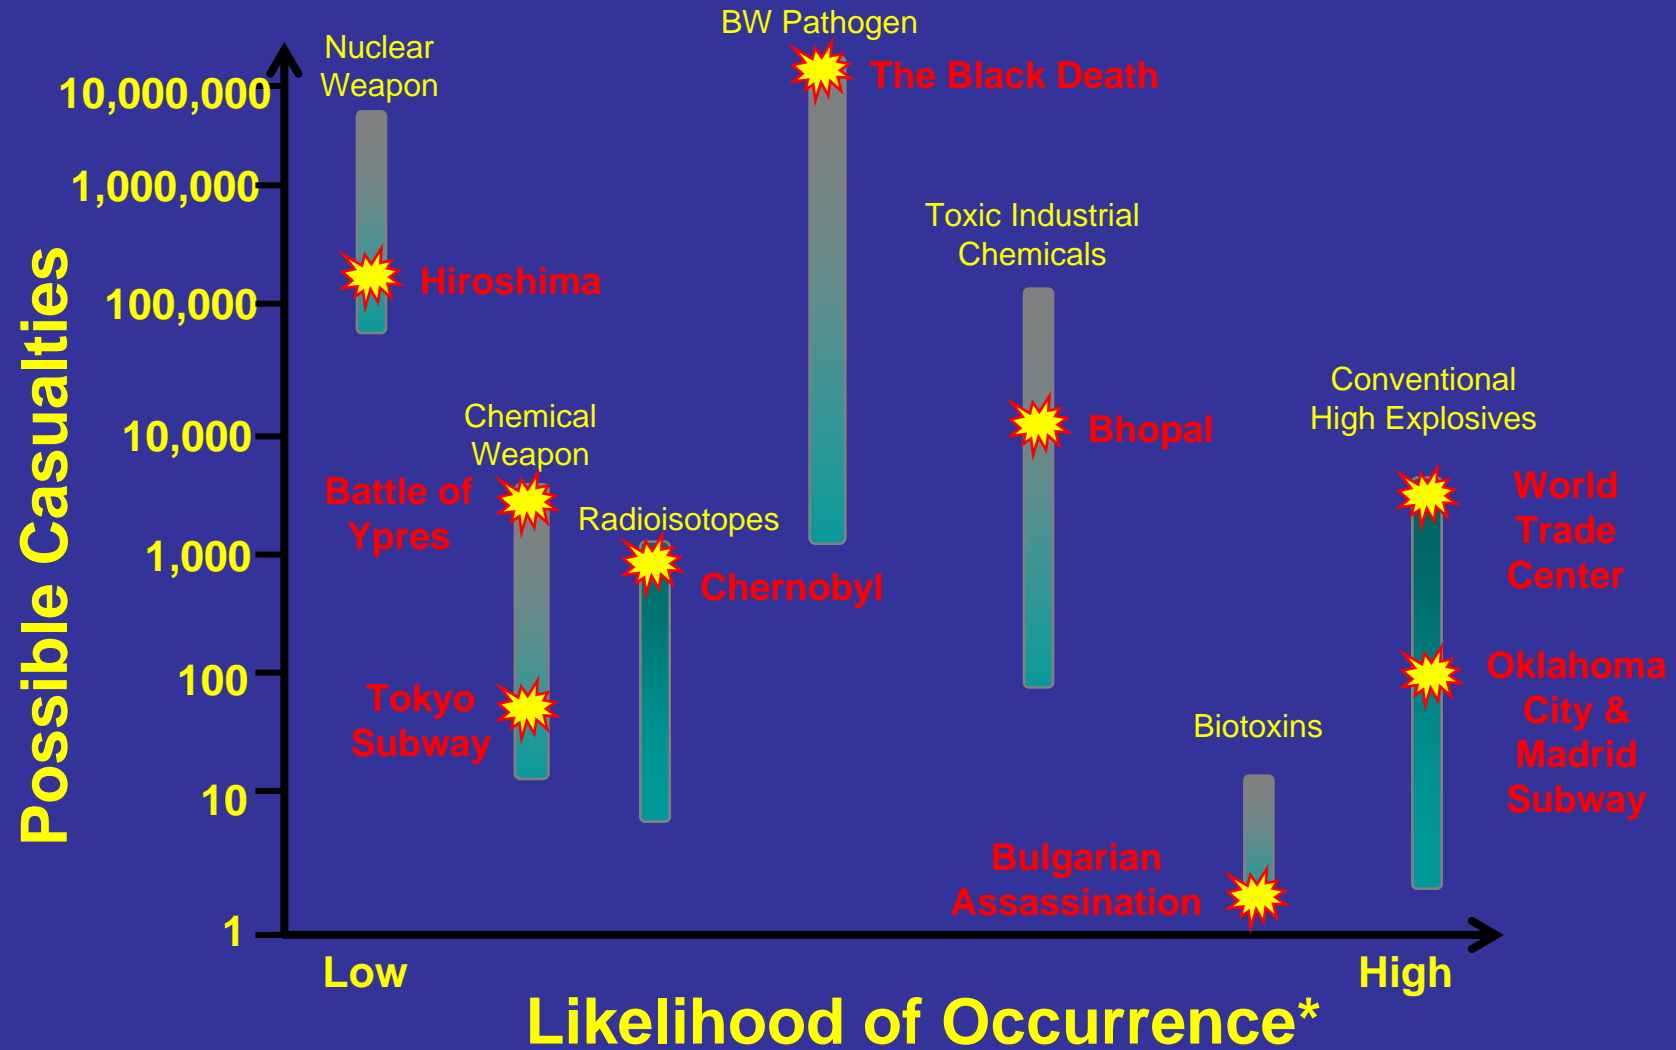 BW Pathogen
Nuclear
Weapon
The Black Death
10,000,000
1,000,000
Toxic Industrial
Chemicals
Hiroshima
100,000
Conventional
High Explosives
Chemical
Weapon
10,000
Bhopal
Battle of
Ypres
World
Trade
Center
Radioisotopes
1,000
Chernobyl
Possible Casualties
100
Tokyo
Subway
Oklahoma
City &
Madrid
Subway
Biotoxins
10
Bulgarian
Assassination
1
Low
High
Likelihood of Occurrence*